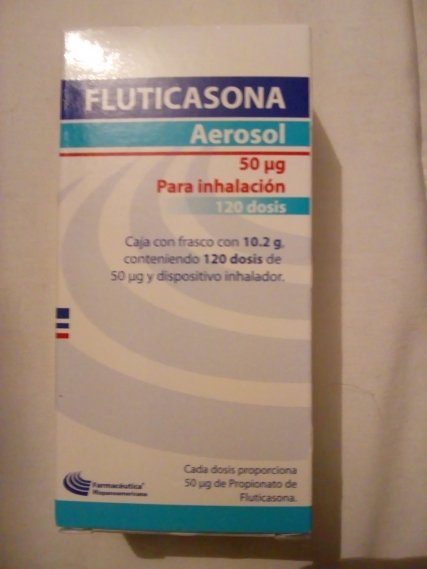 FLUTICASONA
Aerosol
50 µg
Para inhalación
120 dosis
Caja con frasco con 10.2 g,
conteniendo 120 dosis de
50 µg y dispositivo inhalador.
Cada dosis proporciona
50 µg de Propionato de
Fluticasona.
Farmacéutica
Hispanoamericana